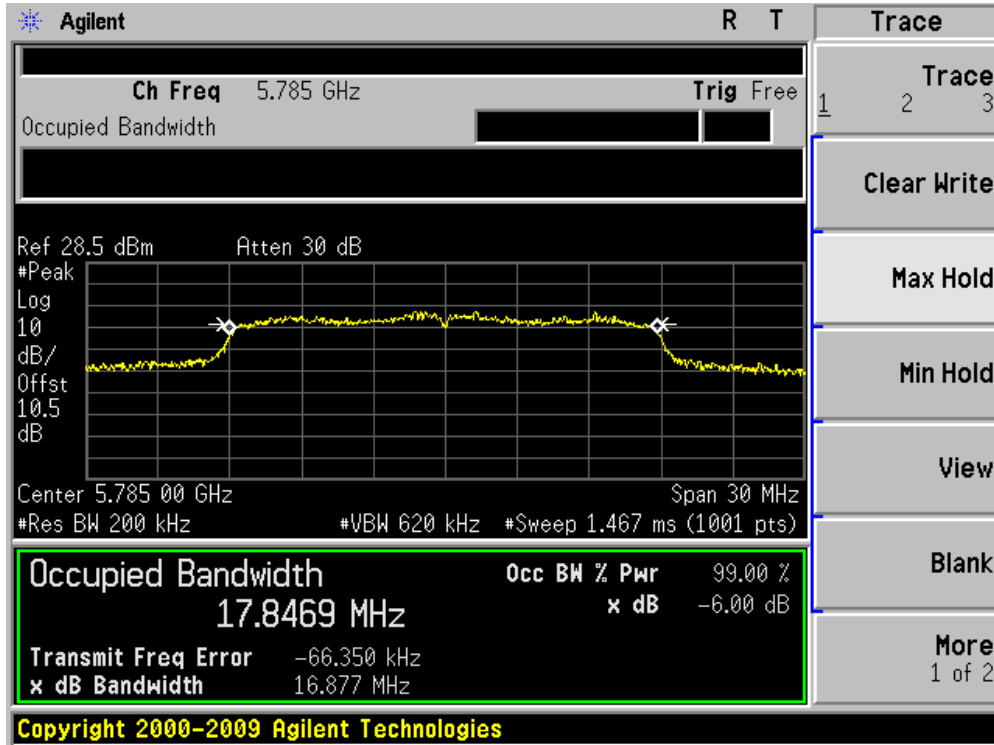 Agilent R T Trace
Ch Freq 5.785 GHz Trig Free
Occupied Bandwidth
Trace
1 2 3
Clear Write
Max Hold
Min Hold
View
Blank
More
1 of 2
Ref 28.5 dBm Atten 30 dB
#Peak
Log
10
dB/
Offst
10.5
dB
Center 5.785 00 GHz Span 30 MHz
#Res BW 200 kHz #VBW 620 kHz #Sweep 1.467 ms (1001 pts)
Occupied Bandwidth
17.8469 MHz
Occ BW % Pwr 99.00 %
x dB -6.00 dB
Transmit Freq Error -66.350 kHz
x dB Bandwidth 16.877 MHz
Copyright 2000-2009 Agilent Technologies